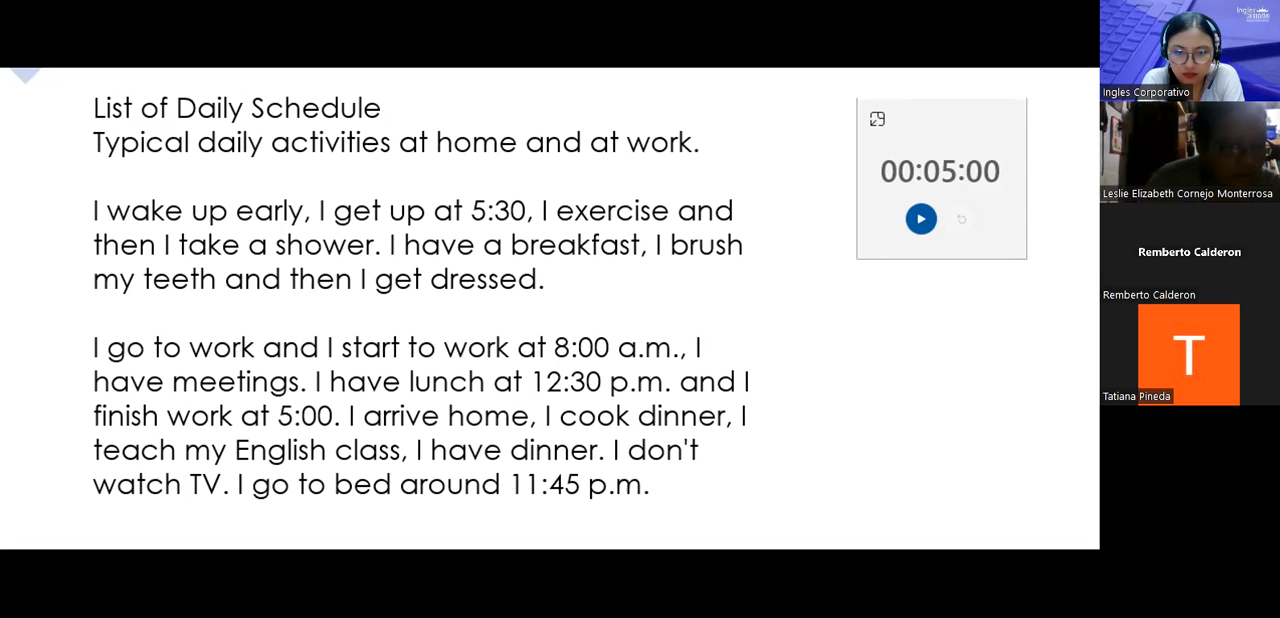 List of Daily Schedule
Typical daily activities at home and at work.
I wake up early, I get up at 5:30, I exercise and
then I take a shower. I have a breakfast, I brush
my teeth and then I get dressed.
I go to work and I start to work at 8:00 a.m., I
have meetings. I have lunch at 12:30 p.m. and I
finish work at 5:00. I arrive home, I cook dinner, I
teach my English class, I have dinner. I don't
watch TV. I go to bed around 11:45 p.m.
00:05:00
Ingles Corporativo
Leslie Elizabeth Cornejo Monterrosa
Remberto Calderon
Remberto Calderon
T
Tatiana Pineda